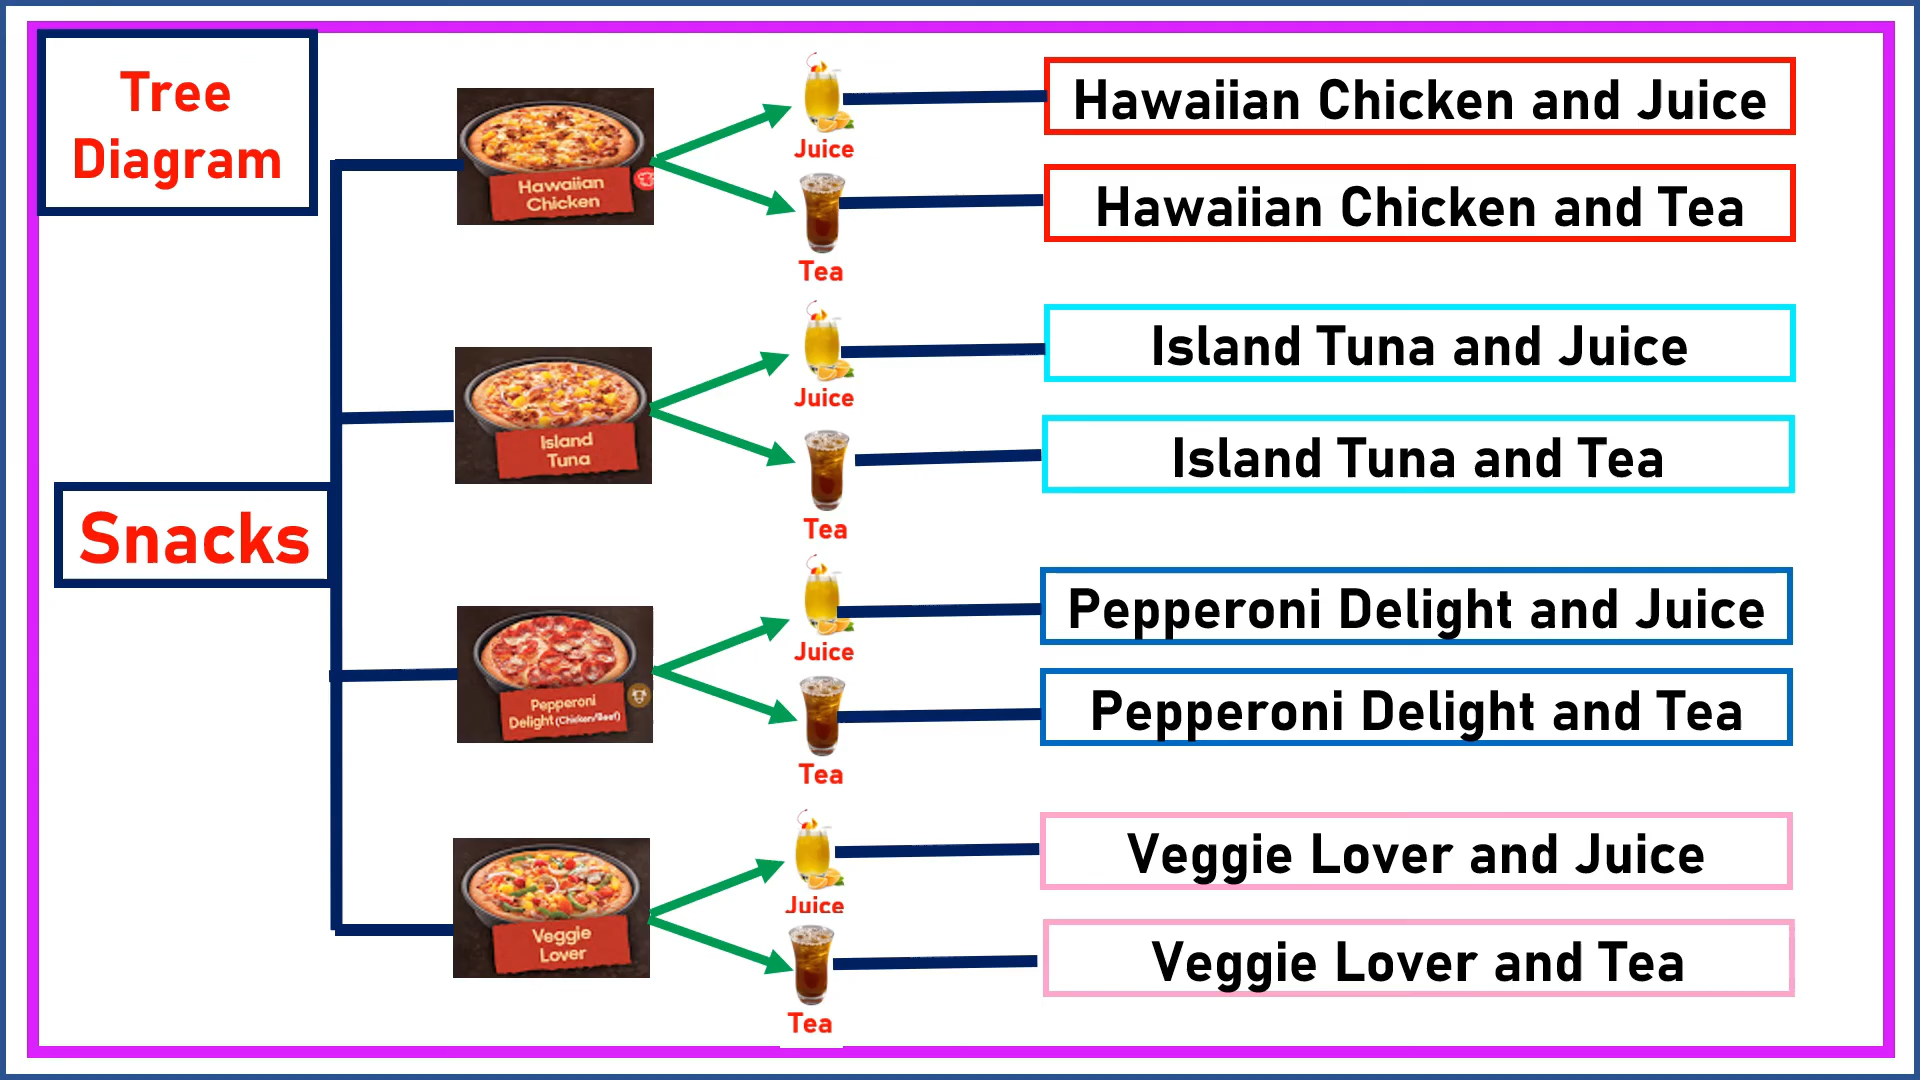 Tree
Diagram
Snacks
Hawaiian
Chicken
Juice
Hawaiian Chicken and Juice
Tea
Hawaiian Chicken and Tea
Island
Tuna
Juice
Island Tuna and Juice
Tea
Island Tuna and Tea
Pepperoni
Delight (Chicken/Beef)
Juice
Pepperoni Delight and Juice
Tea
Pepperoni Delight and Tea
Veggie
Lover
Juice
Veggie Lover and Juice
Tea
Veggie Lover and Tea